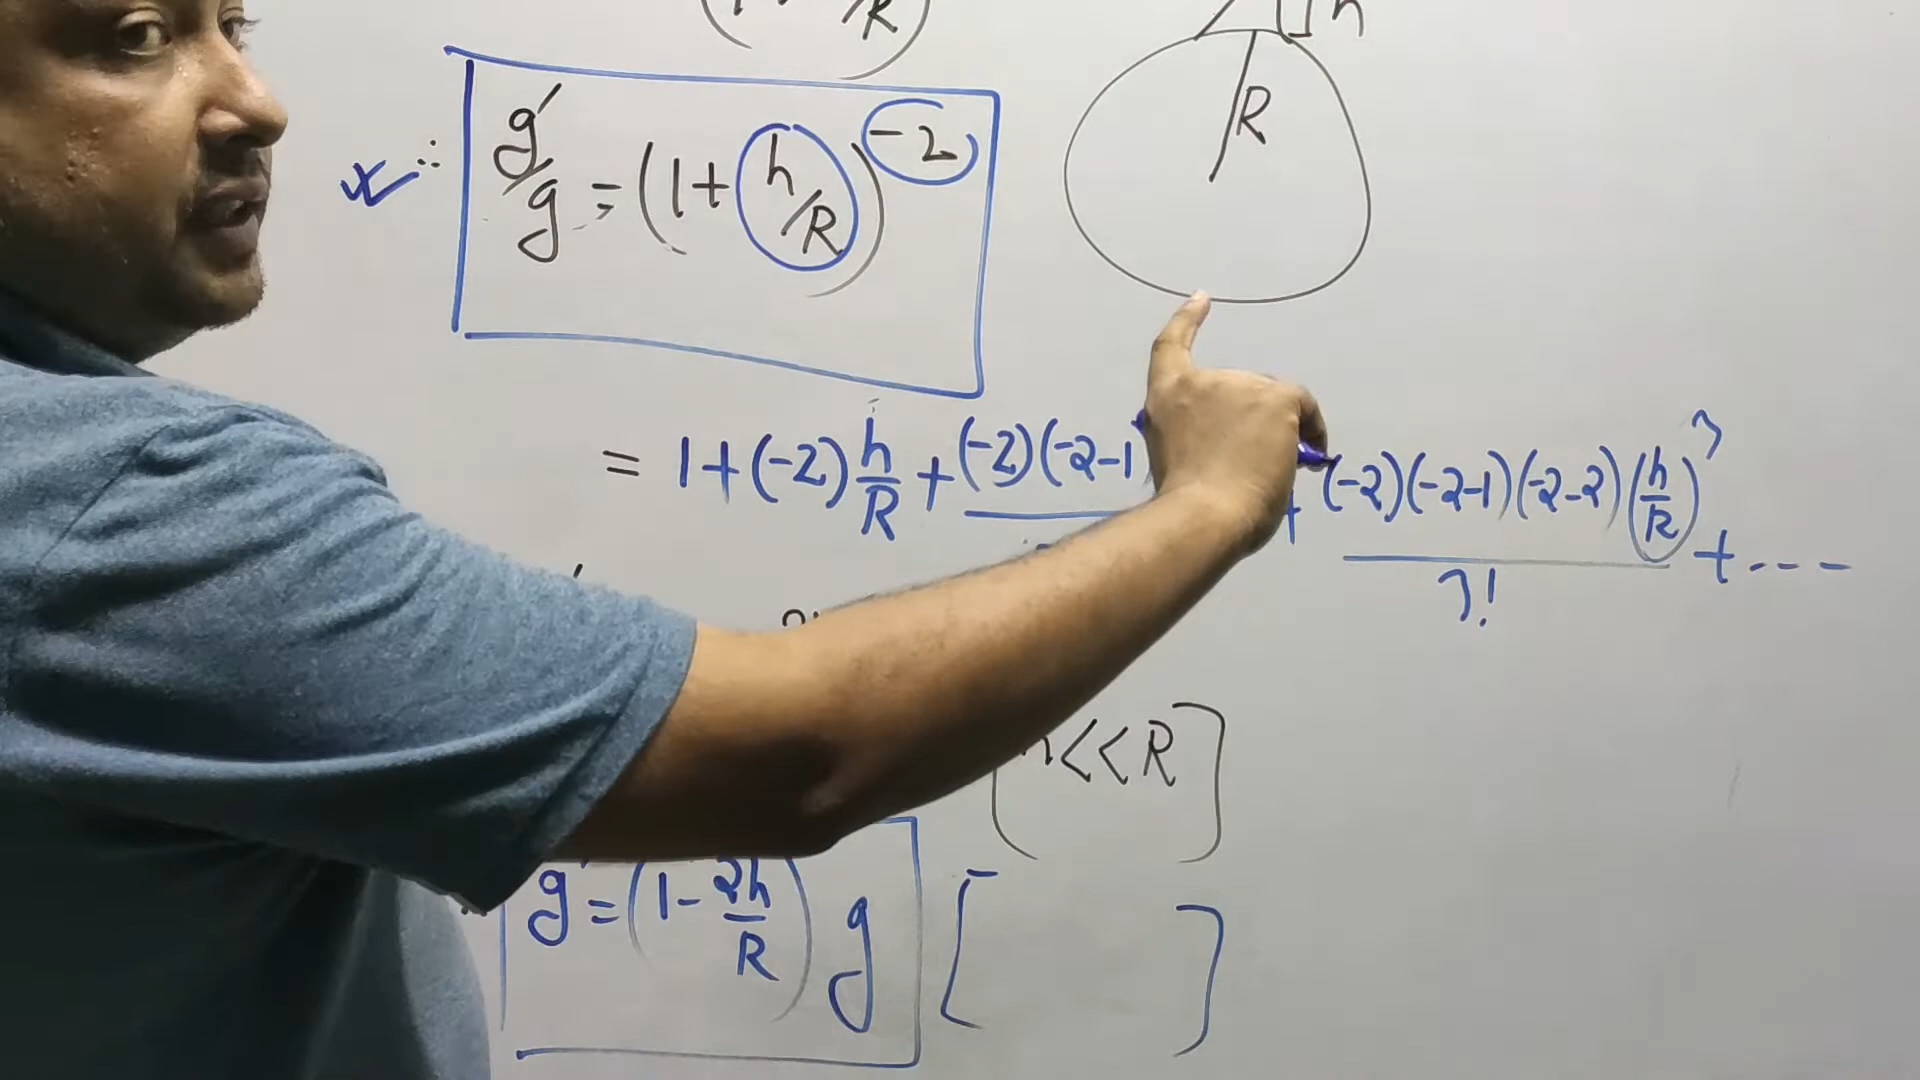 R
g'/g = (1 + h/R)^-2
= 1 + (-2) h/R + (-2)(-2-1 + (-2)(-2-1)(-2-2)(h/R)^3 / 3! + ---
<<R]
g' = (1 - 2h/R) g [ ]